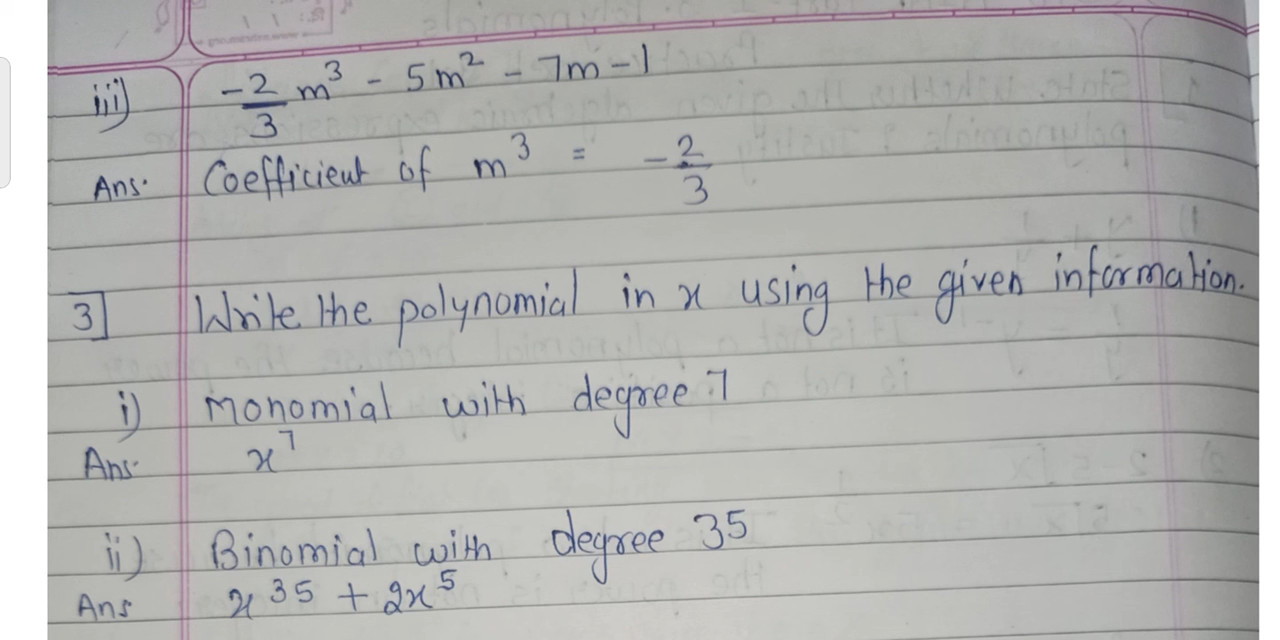 iii) -2/3 m³ - 5m² - 7m - 1
Ans. Coefficient of m³ = -2/3
3] Write the polynomial in x using the given information.
i) Monomial with degree 7
Ans. x⁷
ii) Binomial with degree 35
Ans x³⁵ + 2x⁵